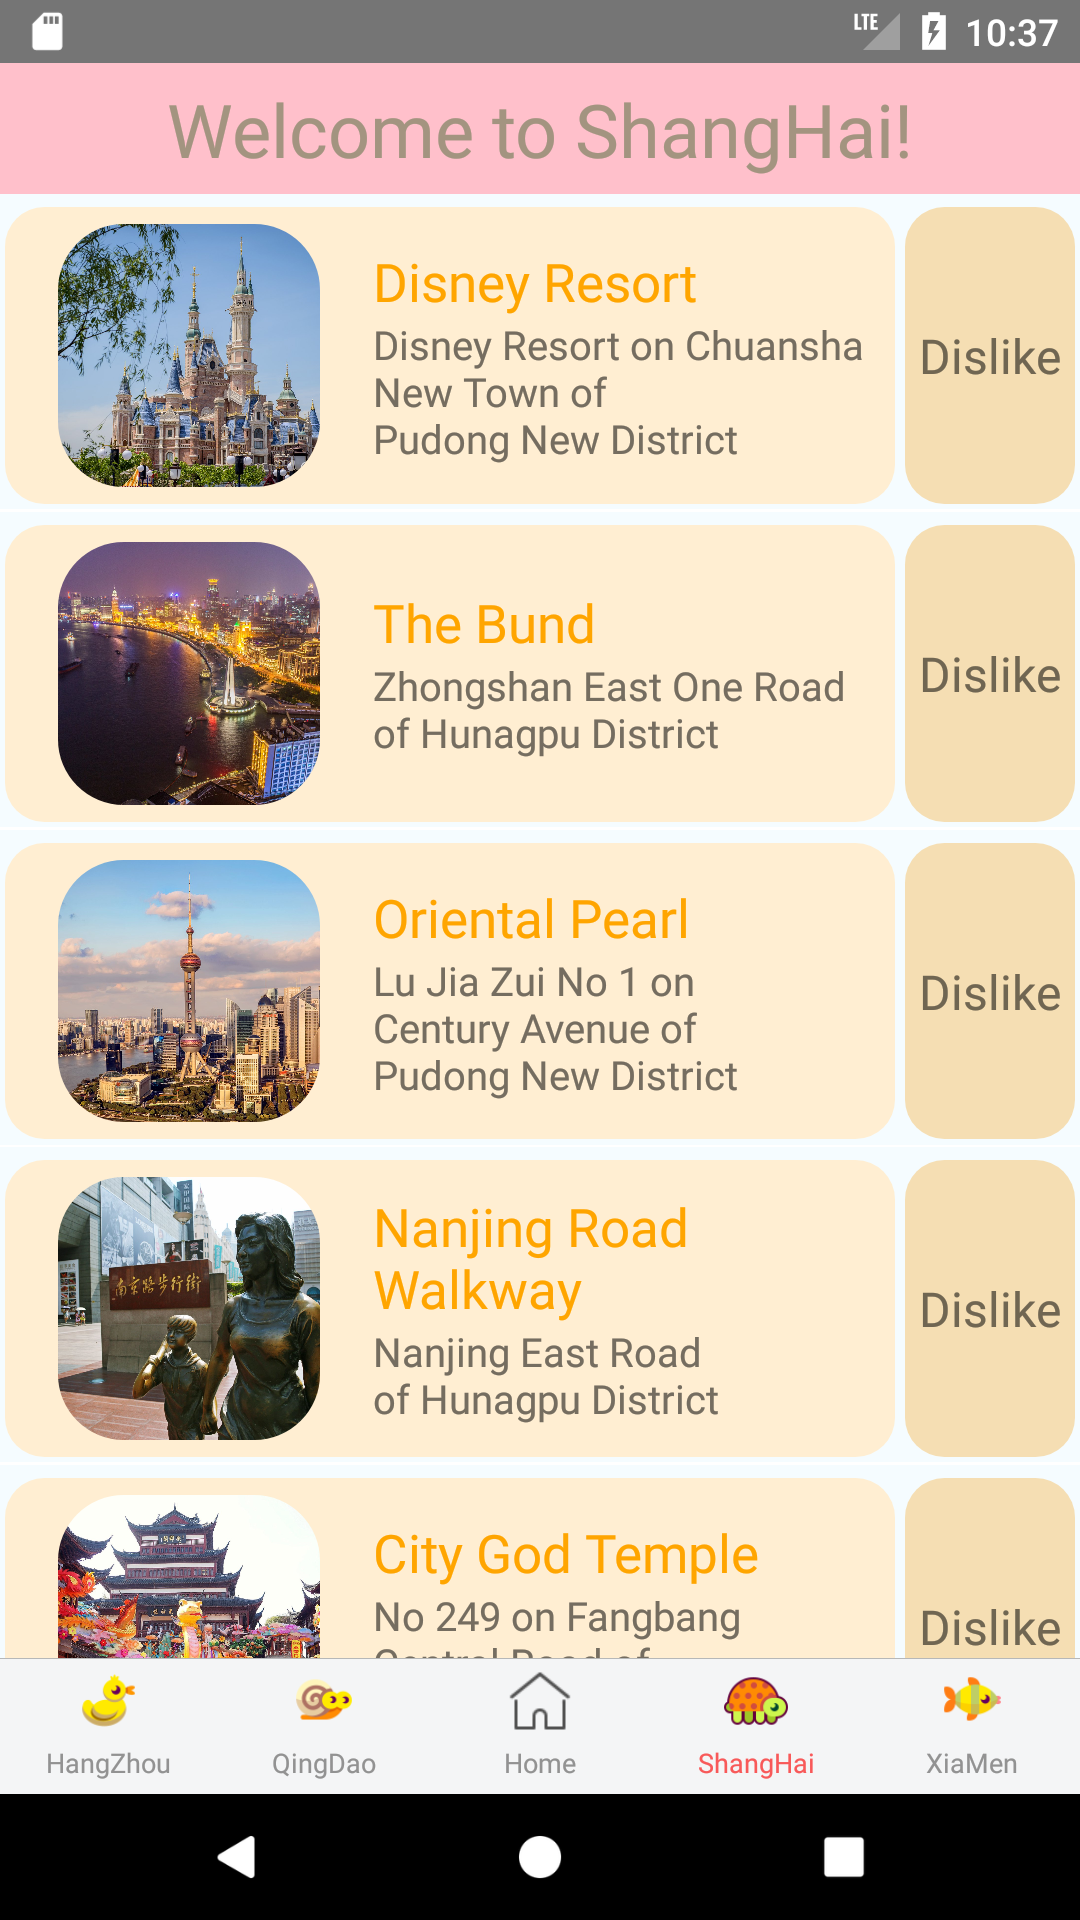 LTE 10:37
Welcome to ShangHai!
Disney Resort
Disney Resort on Chuansha
New Town of
Pudong New District
Dislike
The Bund
Zhongshan East One Road
of Hunagpu District
Dislike
Oriental Pearl
Lu Jia Zui No 1 on
Century Avenue of
Pudong New District
Dislike
南京路步行街
Nanjing Road
Walkway
Nanjing East Road
of Hunagpu District
Dislike
City God Temple
No 249 on Fangbang
Central Road of
Dislike
HangZhou
QingDao
Home
ShangHai
XiaMen